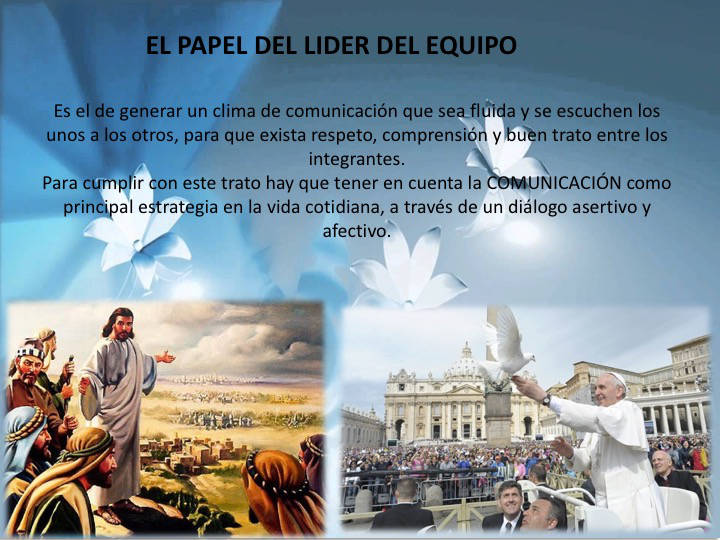 EL PAPEL DEL LIDER DEL EQUIPO
Es el de generar un clima de comunicación que sea fluida y se escuchen los
unos a los otros, para que exista respeto, comprensión y buen trato entre los
integrantes.
Para cumplir con este trato hay que tener en cuenta la COMUNICACIÓN como
principal estrategia en la vida cotidiana, a través de un diálogo asertivo y
afectivo.